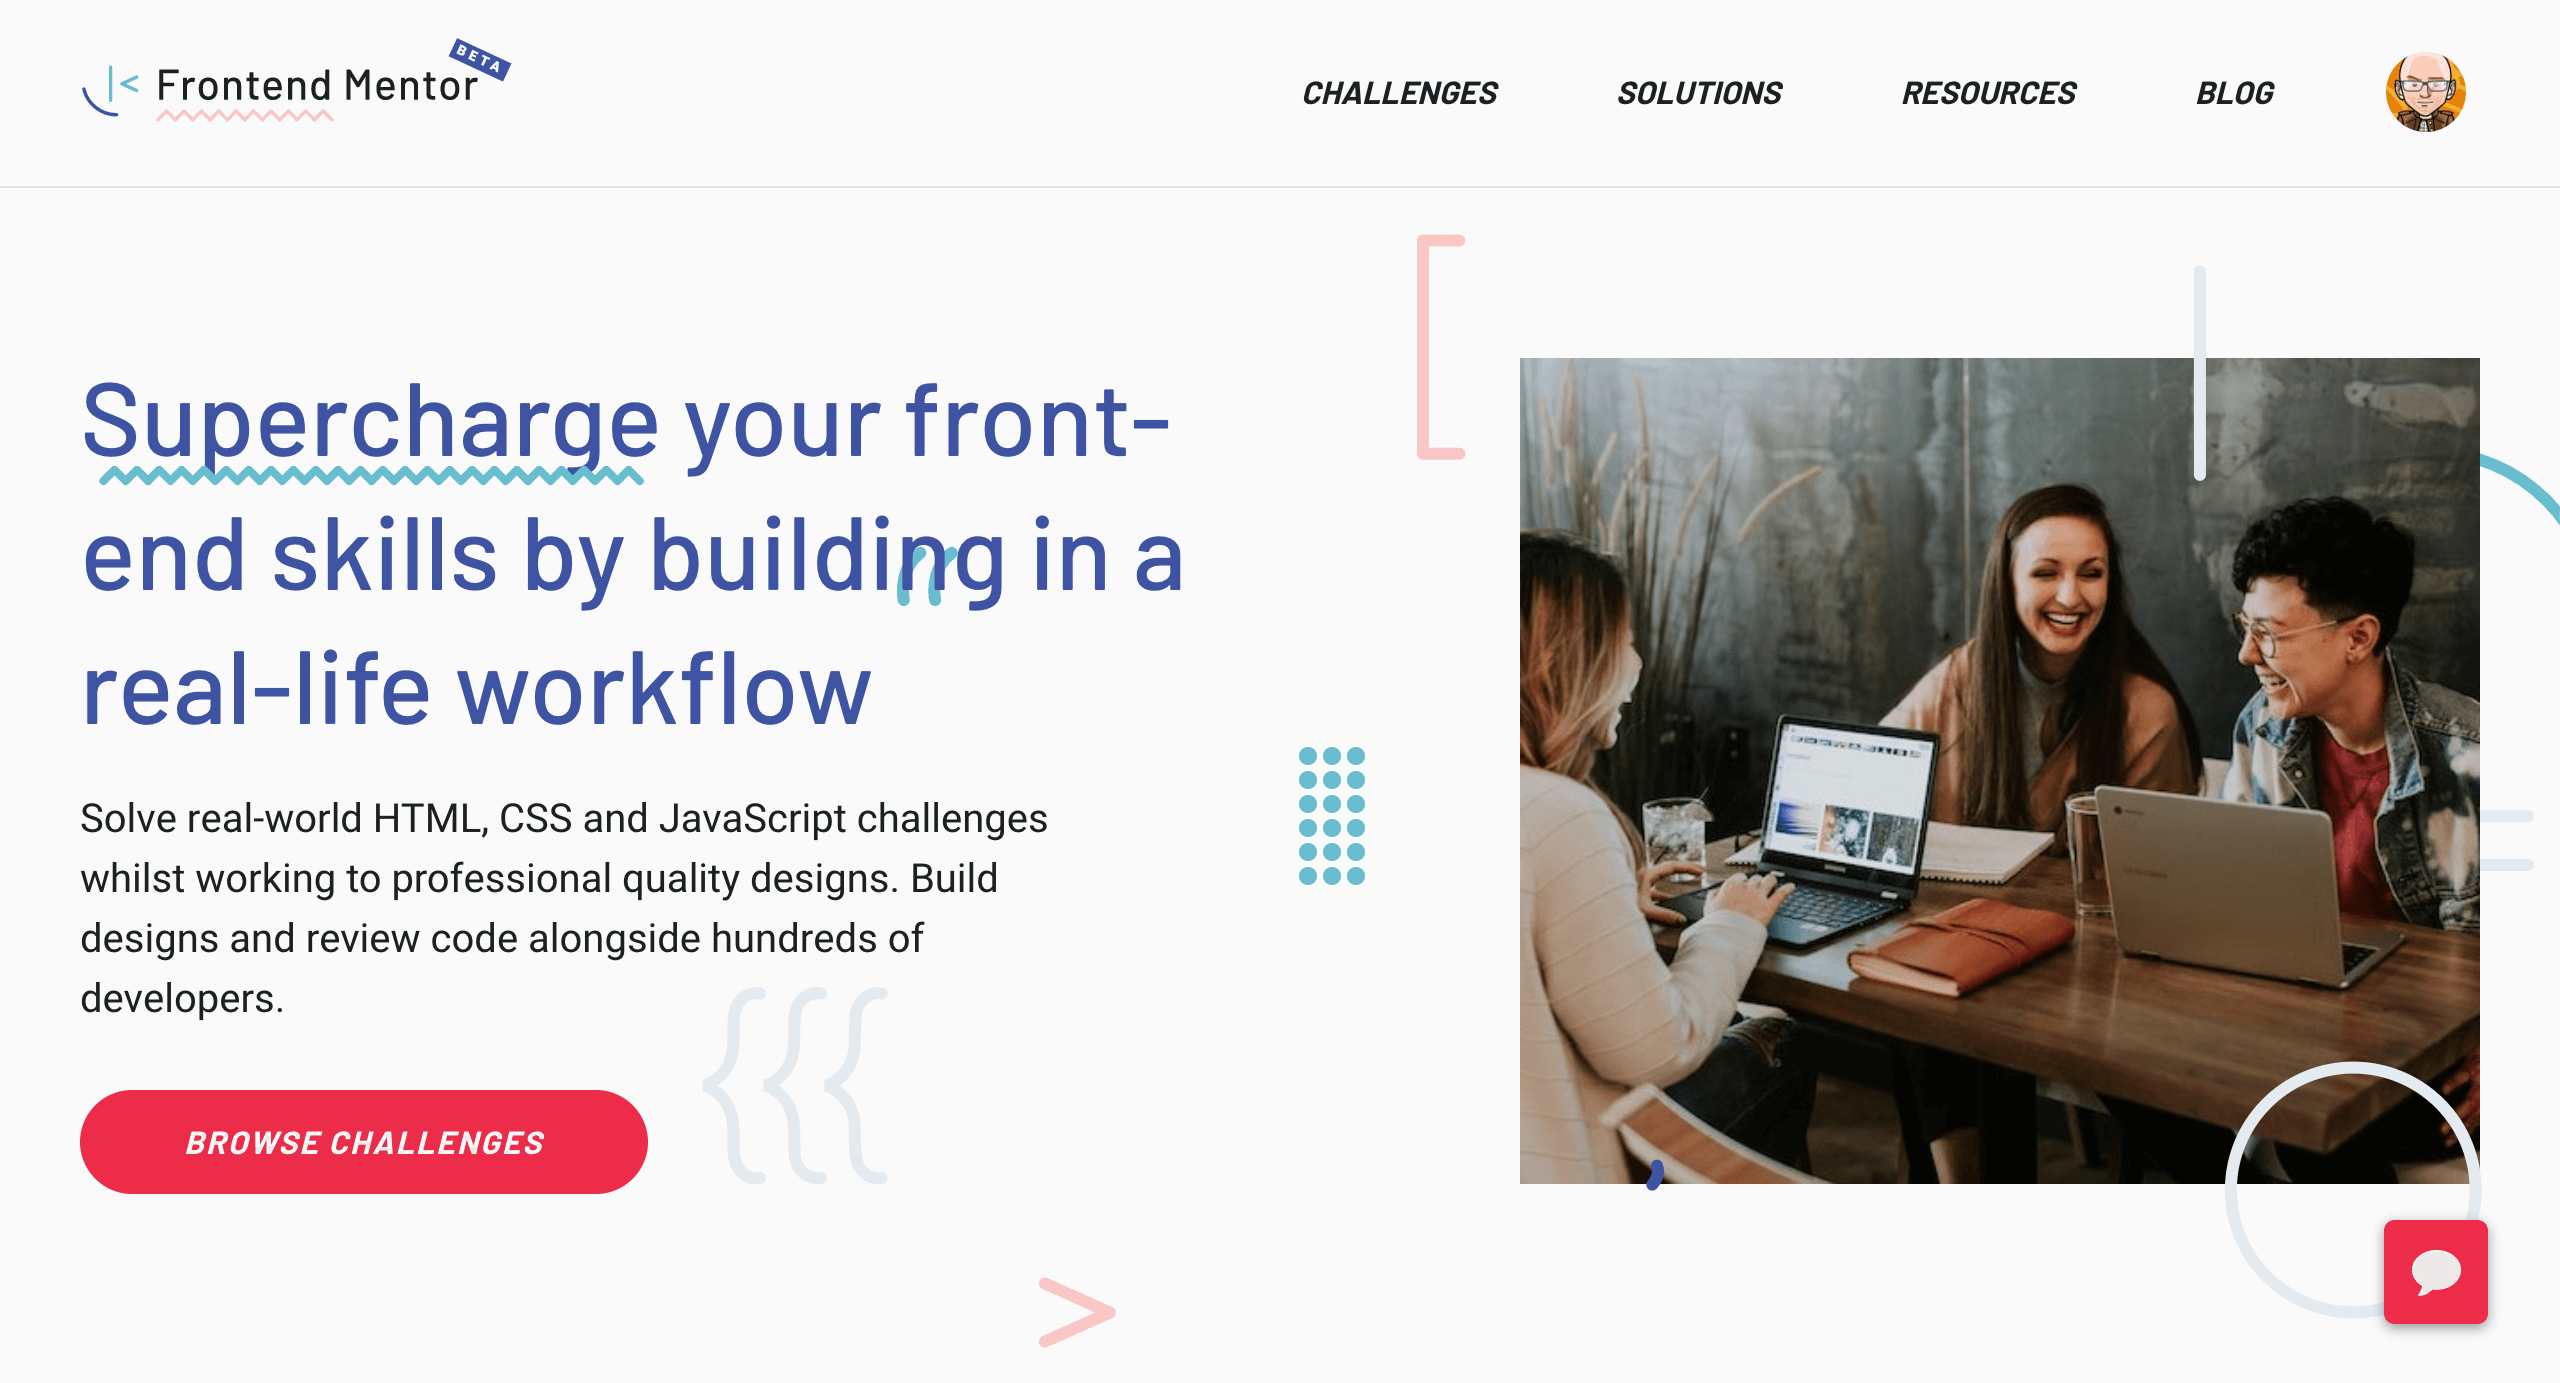 Frontend Mentor
BETA
CHALLENGES
SOLUTIONS
RESOURCES
BLOG
Supercharge your front-
end skills by building in a
real-life workflow
Solve real-world HTML, CSS and JavaScript challenges
whilst working to professional quality designs. Build
designs and review code alongside hundreds of
developers.
BROWSE CHALLENGES